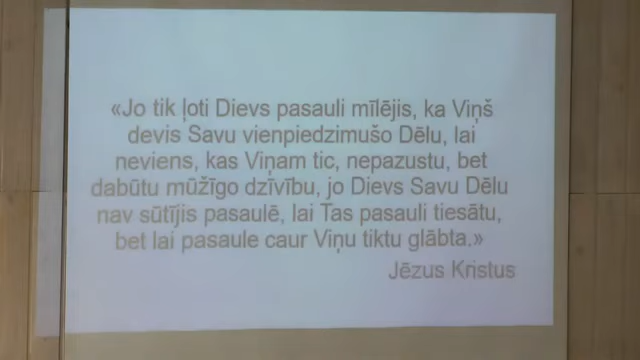 «Jo tik ļoti Dievs pasauli mīlējis, ka Viņš
devis Savu vienpiedzimušo Dēlu, lai
neviens, kas Viņam tic, nepazustu, bet
dabūtu mūžīgo dzīvību, jo Dievs Savu Dēlu
nav sūtījis pasaulē, lai Tas pasauli tiesātu,
bet lai pasaule caur Viņu tiktu glābta.»
Jēzus Kristus